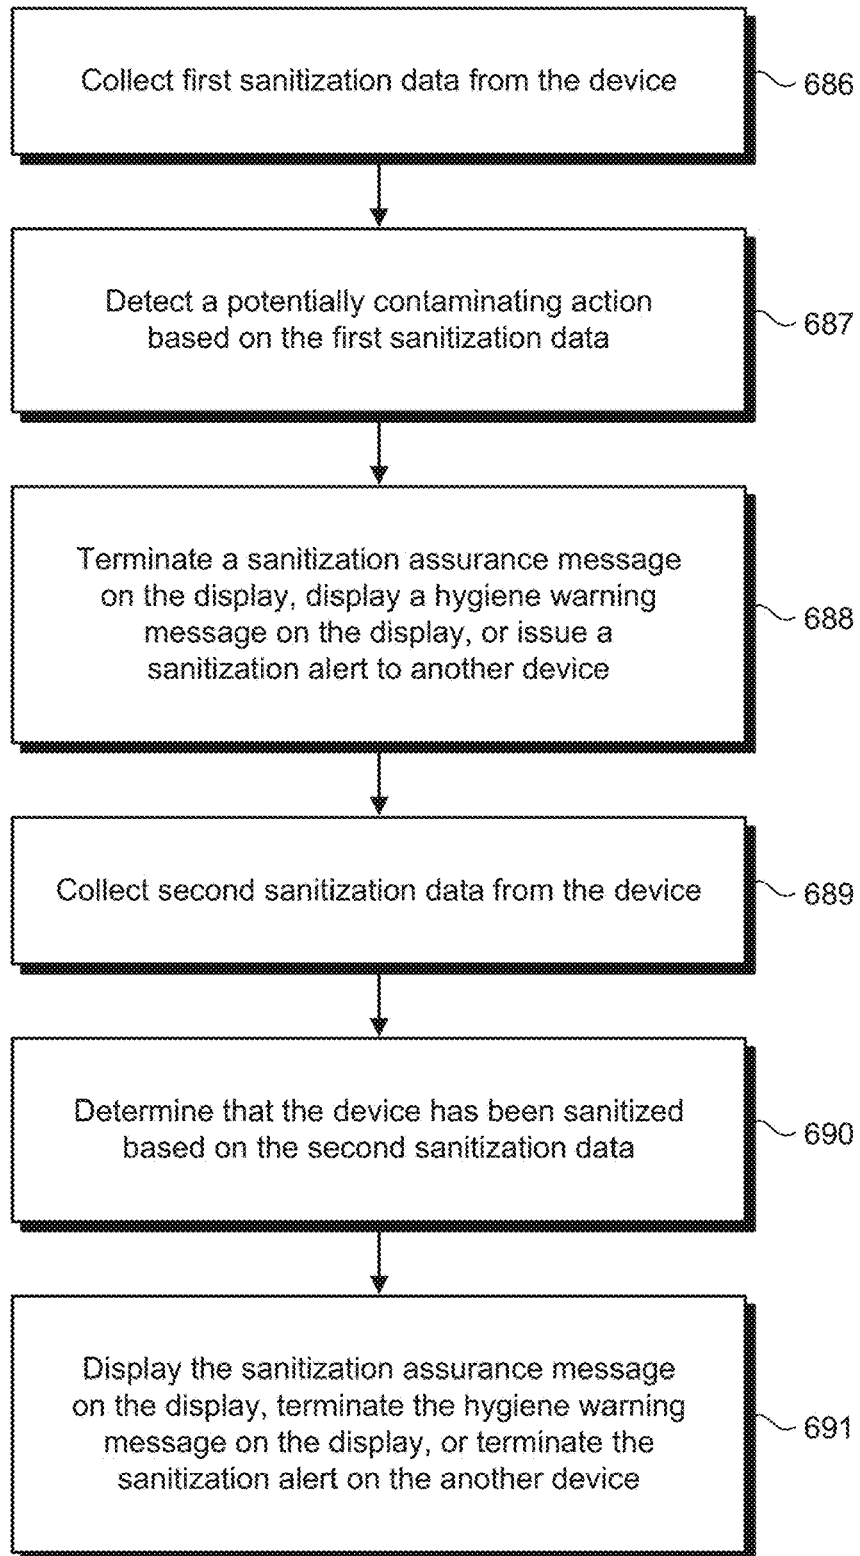 Collect first sanitization data from the device
686
Detect a potentially contaminating action
based on the first sanitization data
687
Terminate a sanitization assurance message
on the display, display a hygiene warning
message on the display, or issue a
sanitization alert to another device
688
Collect second sanitization data from the device
689
Determine that the device has been sanitized
based on the second sanitization data
690
Display the sanitization assurance message
on the display, terminate the hygiene warning
message on the display, or terminate the
sanitization alert on the another device
691